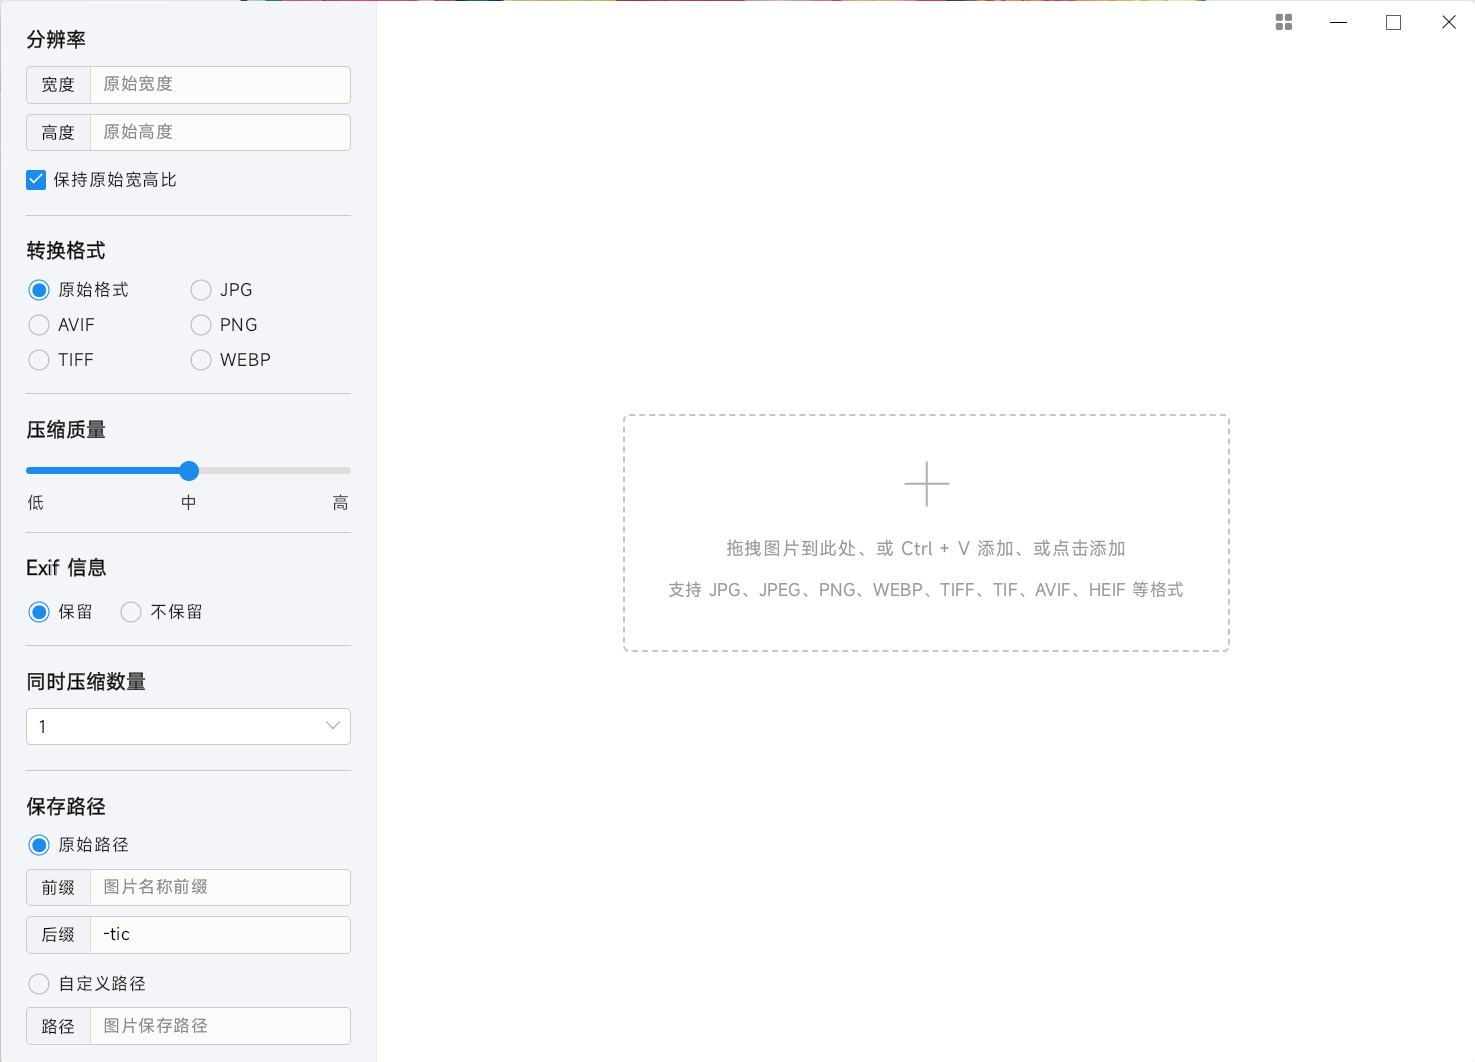 分辨率
宽度 原始宽度
高度 原始高度
保持原始宽高比
转换格式
原始格式 JPG
AVIF PNG
TIFF WEBP
压缩质量
低 中 高
Exif 信息
保留 不保留
同时压缩数量
1
保存路径
原始路径
前缀 图片名称前缀
后缀 -tic
自定义路径
路径 图片保存路径
拖拽图片到此处、或 Ctrl + V 添加、或点击添加
支持 JPG、JPEG、PNG、WEBP、TIFF、TIF、AVIF、HEIF 等格式